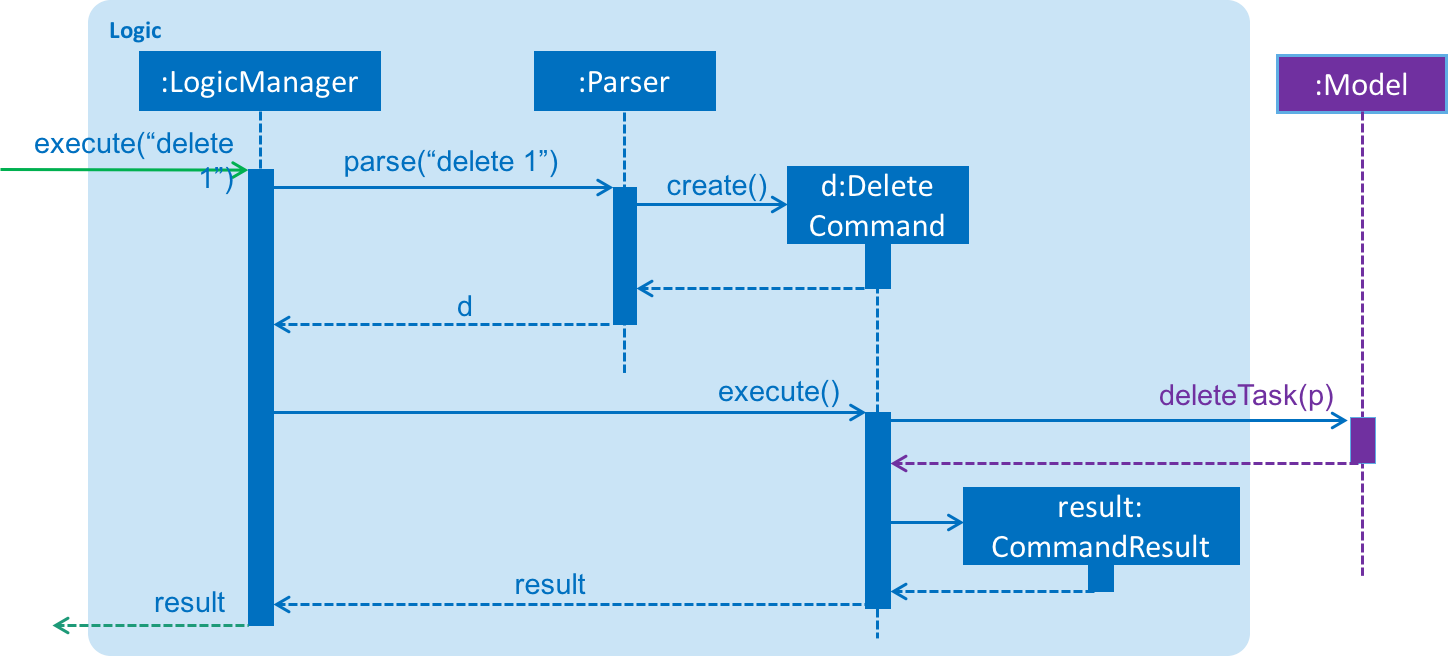 Logic
:LogicManager
:Parser
:Model
execute(“delete
1”)
parse(“delete 1”)
create()
d:Delete
Command
d
execute()
deleteTask(p)
result:
CommandResult
result
result